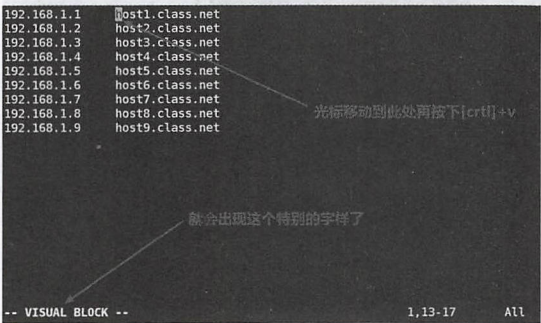 192.168.1.1 host1.class.net
192.168.1.2 host2.class.net
192.168.1.3 host3.class.net
192.168.1.4 host4.class.net
192.168.1.5 host5.class.net
192.168.1.6 host6.class.net
192.168.1.7 host7.class.net
192.168.1.8 host8.class.net
192.168.1.9 host9.class.net
光标移动到此处再按下[crtl]+v
就会出现这个特别的字样了
-- VISUAL BLOCK -- 1,13-17 All